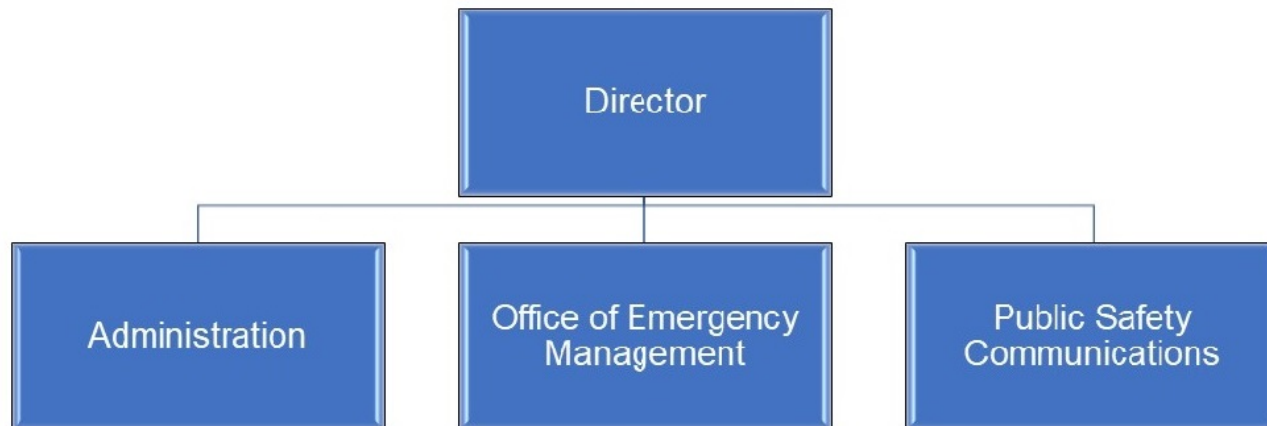 Director
Administration
Office of Emergency
Management
Public Safety
Communications